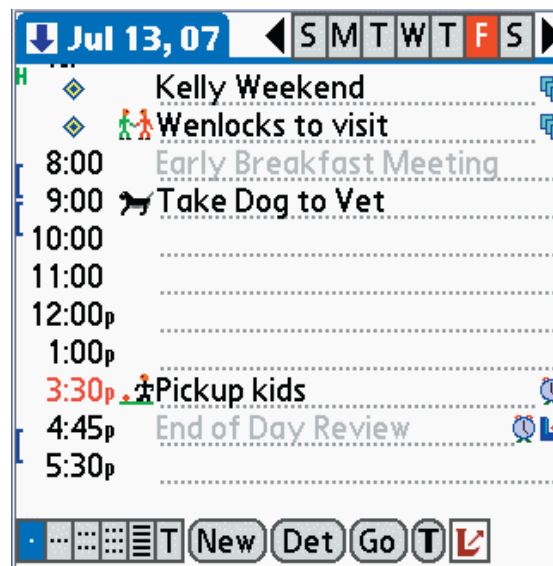 Jul 13, 07 S M T W T F S
H
Kelly Weekend
Wenlocks to visit
8:00 Early Breakfast Meeting
9:00 Take Dog to Vet
10:00
11:00
12:00p
1:00p
3:30p Pickup kids
4:45p End of Day Review
5:30p
T New Det Go T